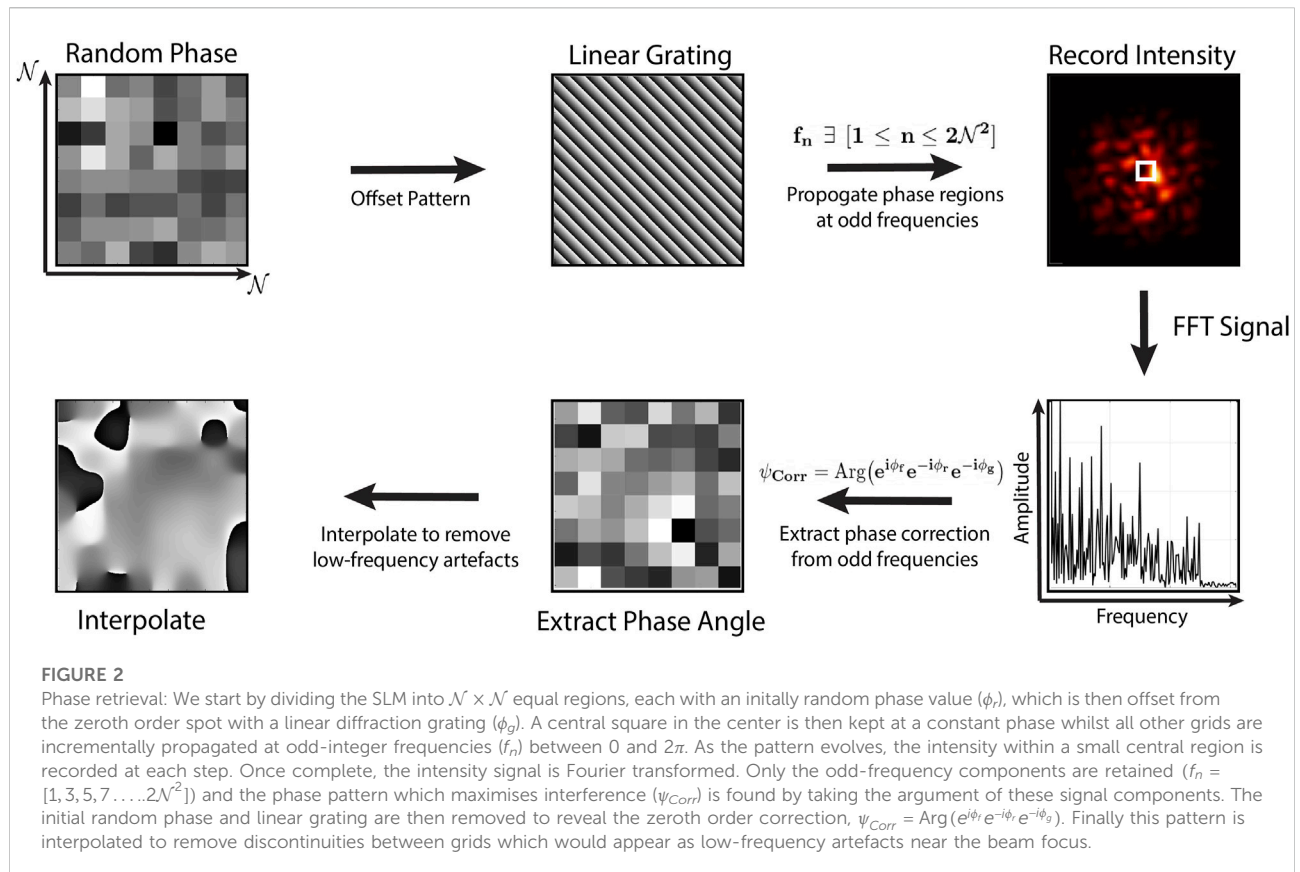 Random Phase
Linear Grating
Record Intensity
𝒩
𝒩
Offset Pattern
fₙ ∃ [1 ≤ n ≤ 2𝒩²]
Propogate phase regions
at odd frequencies
FFT Signal
Amplitude
Frequency
ψ_Corr = Arg(e^{iϕ_f} e^{−iϕ_r} e^{−iϕ_g})
Extract phase correction
from odd frequencies
Extract Phase Angle
Interpolate to remove
low-frequency artefacts
Interpolate
FIGURE 2
Phase retrieval: We start by dividing the SLM into 𝒩 × 𝒩 equal regions, each with an initally random phase value (ϕ_r), which is then offset from
the zeroth order spot with a linear diffraction grating (ϕ_g). A central square in the center is then kept at a constant phase whilst all other grids are
incrementally propagated at odd-integer frequencies (f_n) between 0 and 2π. As the pattern evolves, the intensity within a small central region is
recorded at each step. Once complete, the intensity signal is Fourier transformed. Only the odd-frequency components are retained (f_n =
[1, 3, 5, 7 . . . ..2𝒩²]) and the phase pattern which maximises interference (ψ_Corr) is found by taking the argument of these signal components. The
initial random phase and linear grating are then removed to reveal the zeroth order correction, ψ_Corr = Arg(e^{iϕ_f} e^{−iϕ_r} e^{−iϕ_g}). Finally this pattern is
interpolated to remove discontinuities between grids which would appear as low-frequency artefacts near the beam focus.